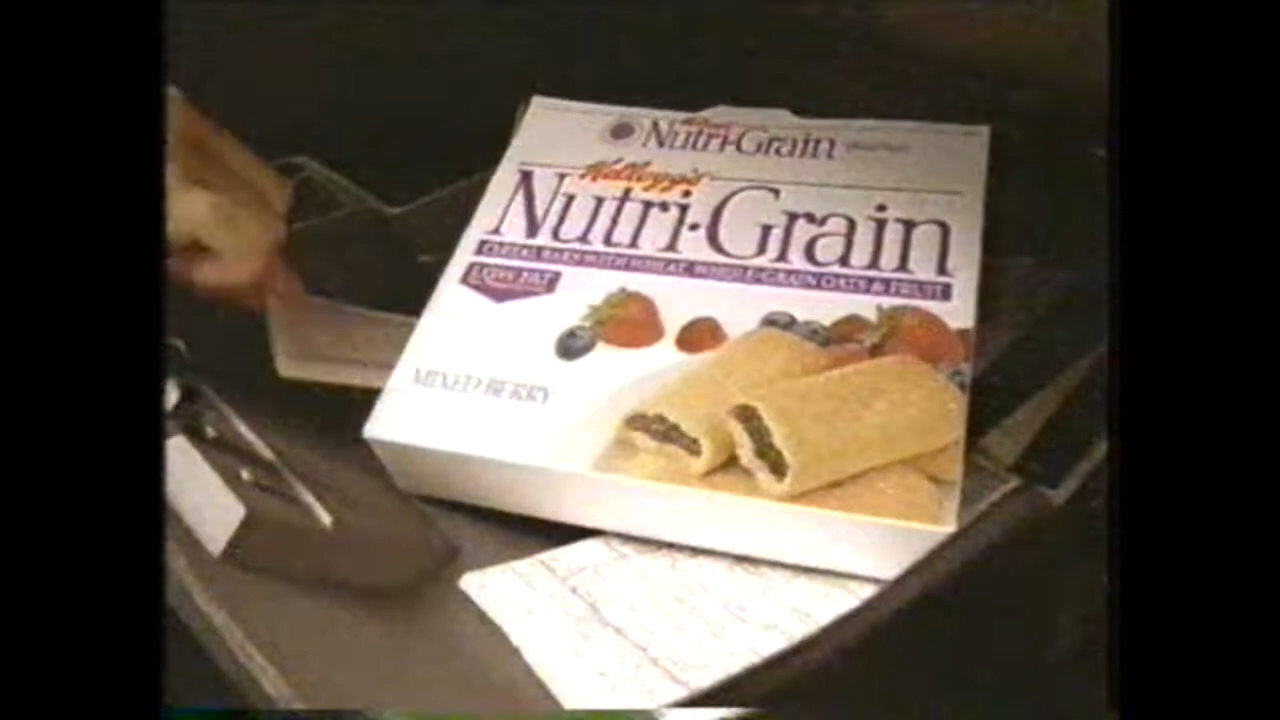 Nutri-Grain
Kellogg's
Nutri-Grain
CEREAL BARS WITH WHEAT, WHOLE-GRAIN OATS & FRUIT
LOW FAT
MIXED BERRY